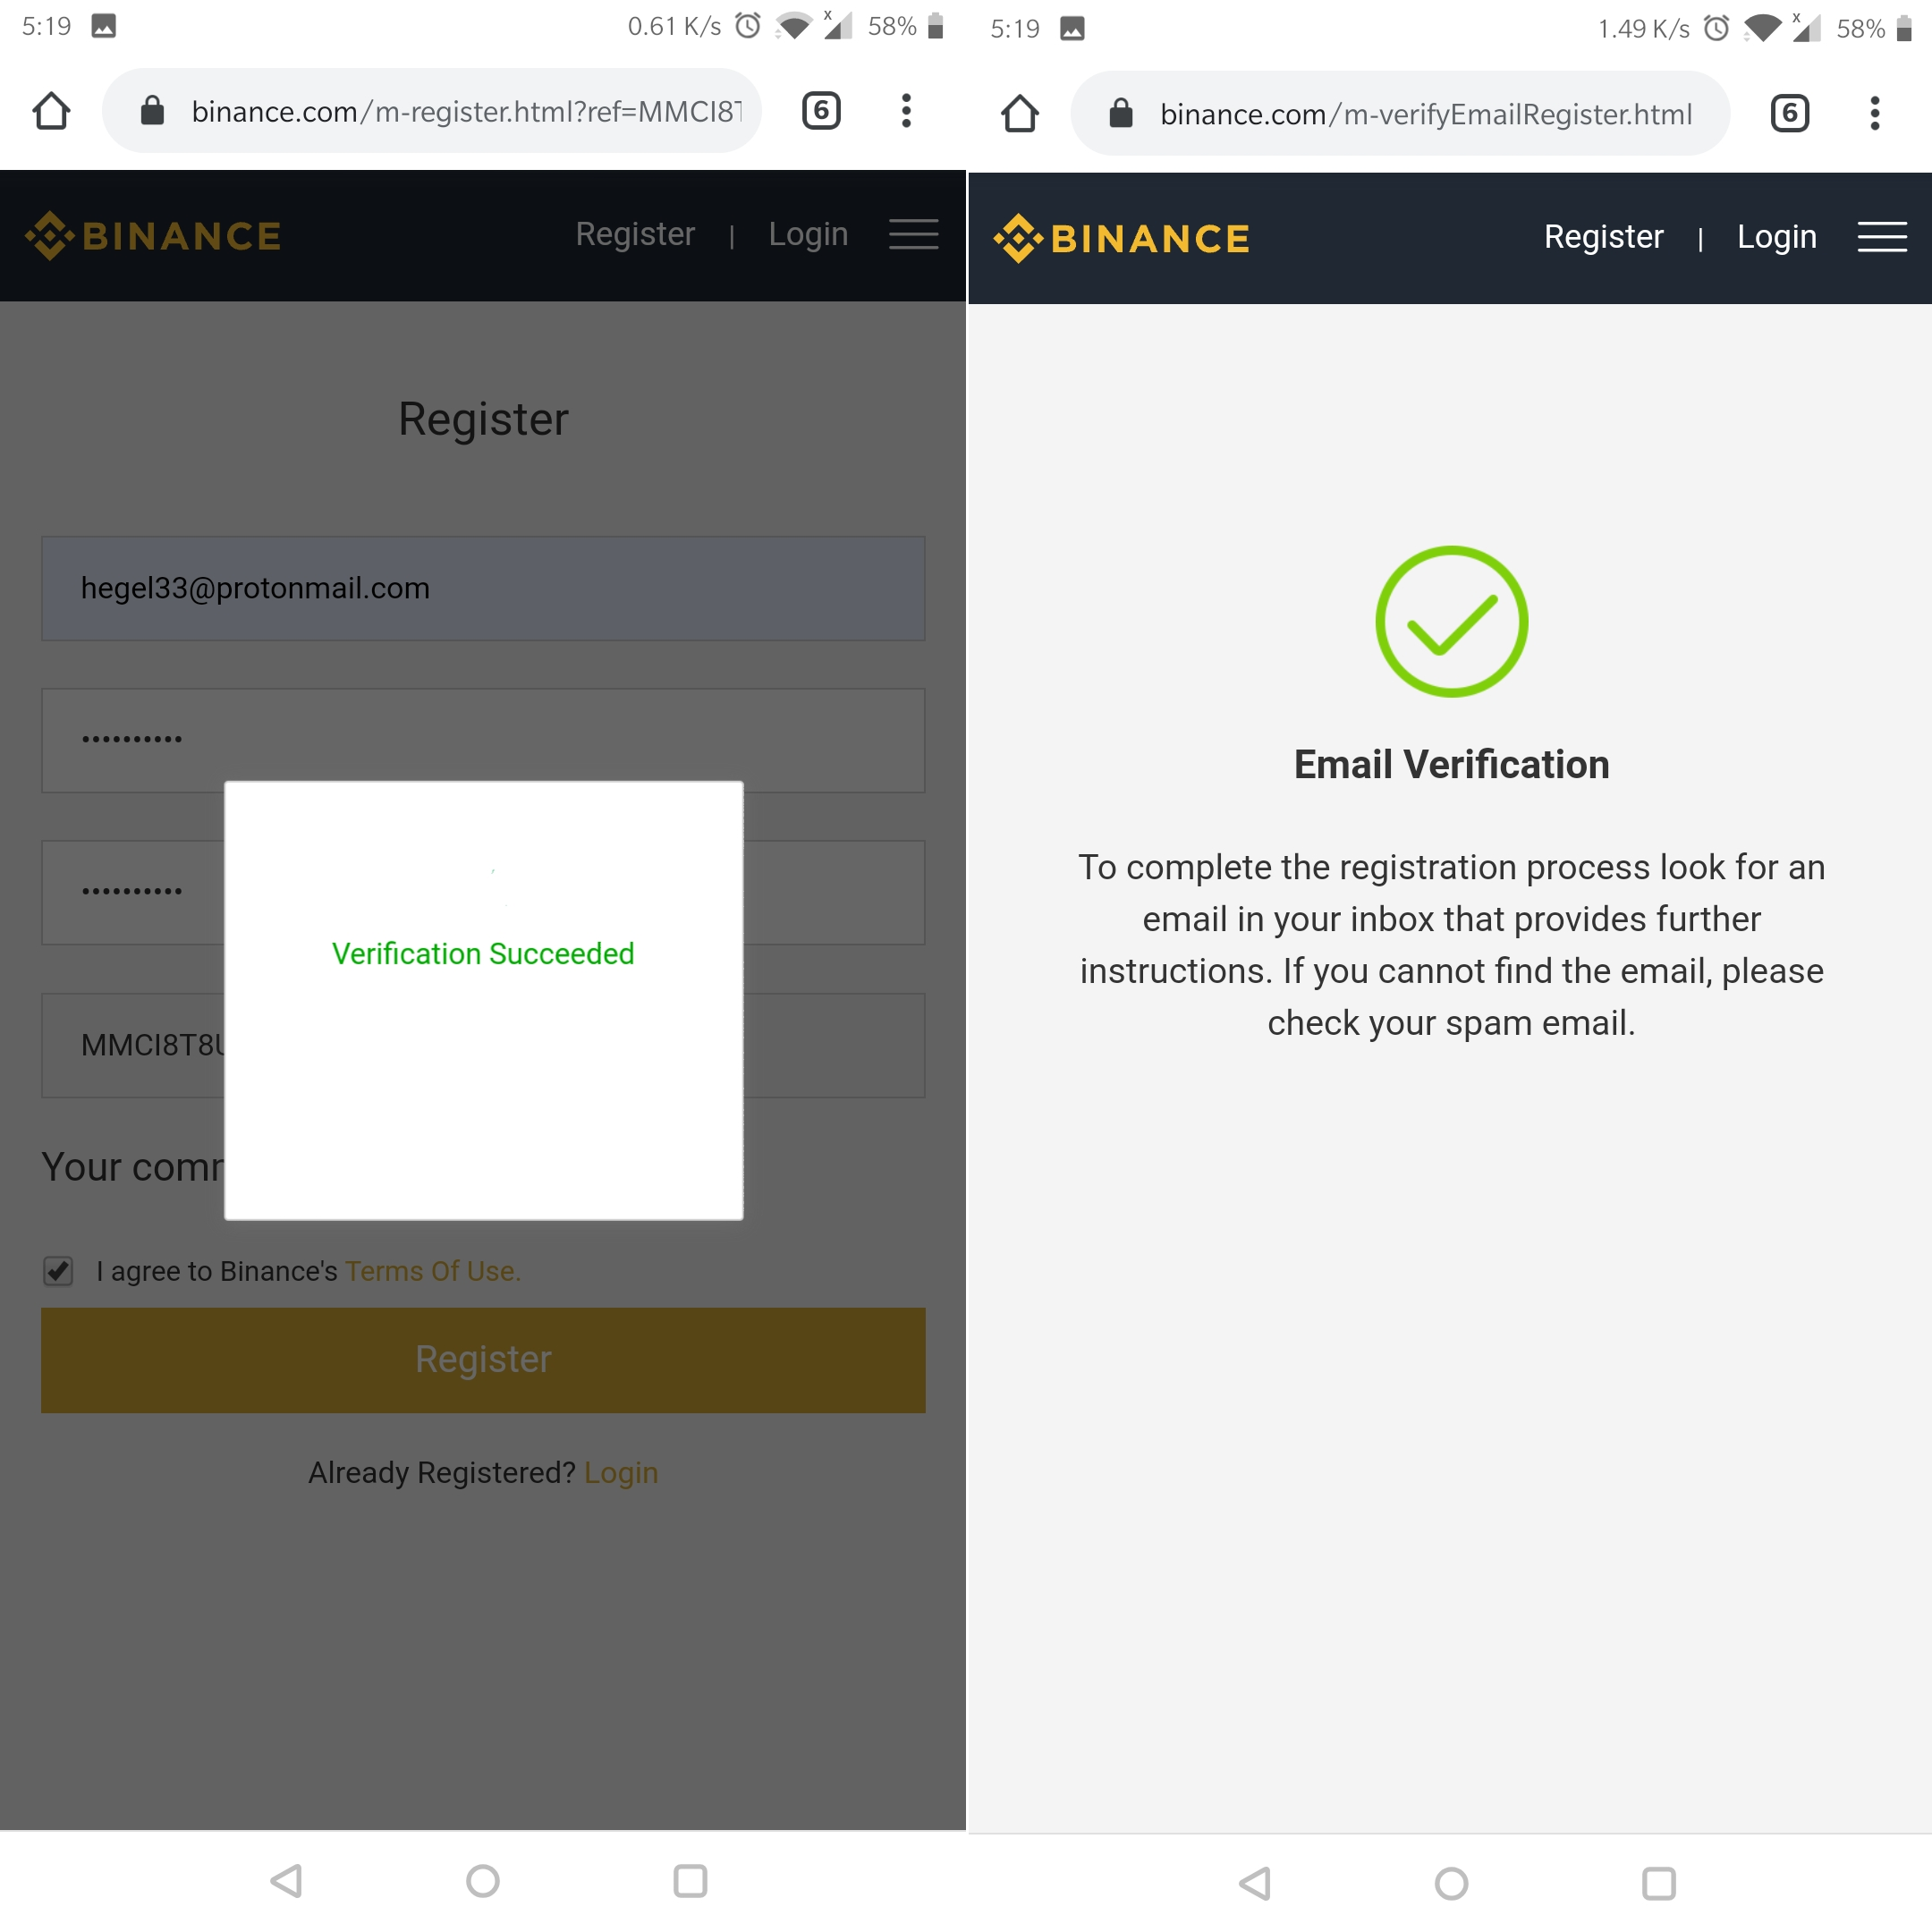 5:19
0.61 K/s
58%
binance.com/m-register.html?ref=MMCI8T
6
BINANCE
Register | Login
Register
hegel33@protonmail.com
••••••••••
••••••••••
Verification Succeeded
MMCI8T8U
Your
I agree to Binance's Terms Of Use.
Register
Already Registered? Login
5:19
1.49 K/s
58%
binance.com/m-verifyEmailRegister.html
6
BINANCE
Register | Login
Email Verification
To complete the registration process look for an
email in your inbox that provides further
instructions. If you cannot find the email, please
check your spam email.